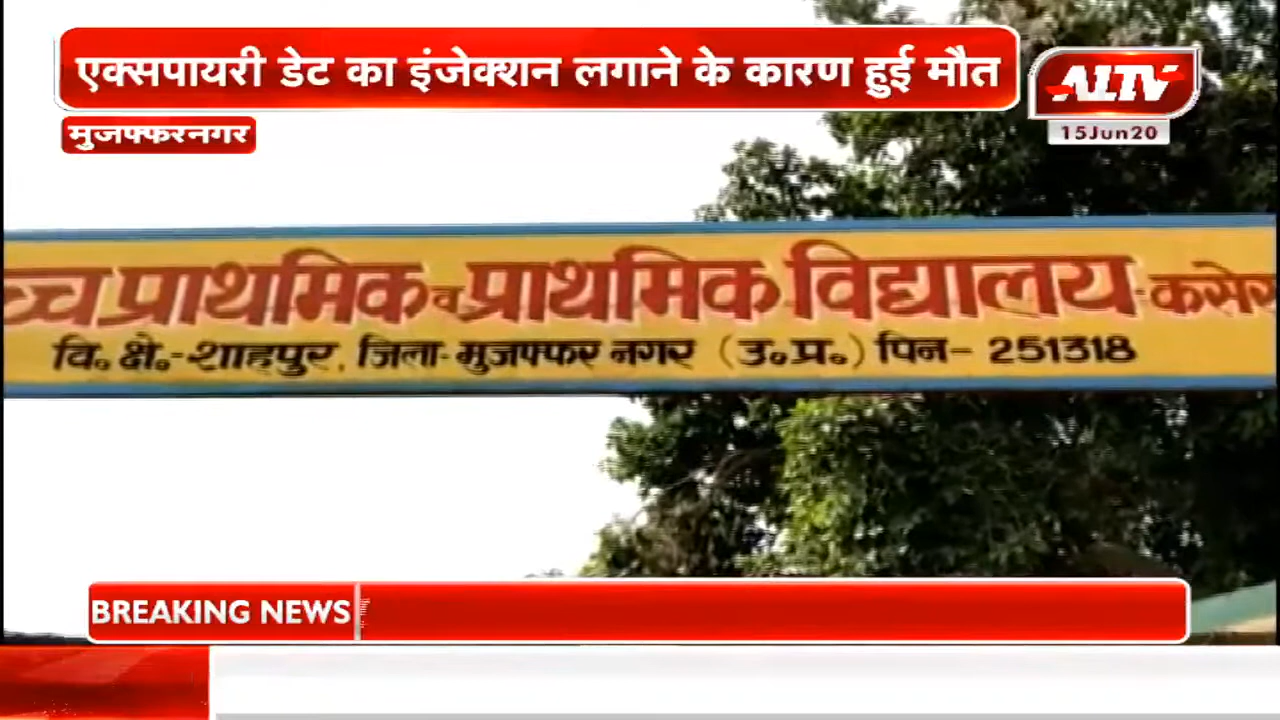 एक्सपायरी डेट का इंजेक्शन लगाने के कारण हुई मौत
ALTV
15Jun20
मुजफ्फरनगर
प्राथमिक व प्राथमिक विद्यालय-
वि॰ क्षे॰-शाहपुर, जिला-मुजफ्फर नगर (उ॰प्र॰) पिन- 251318
BREAKING NEWS